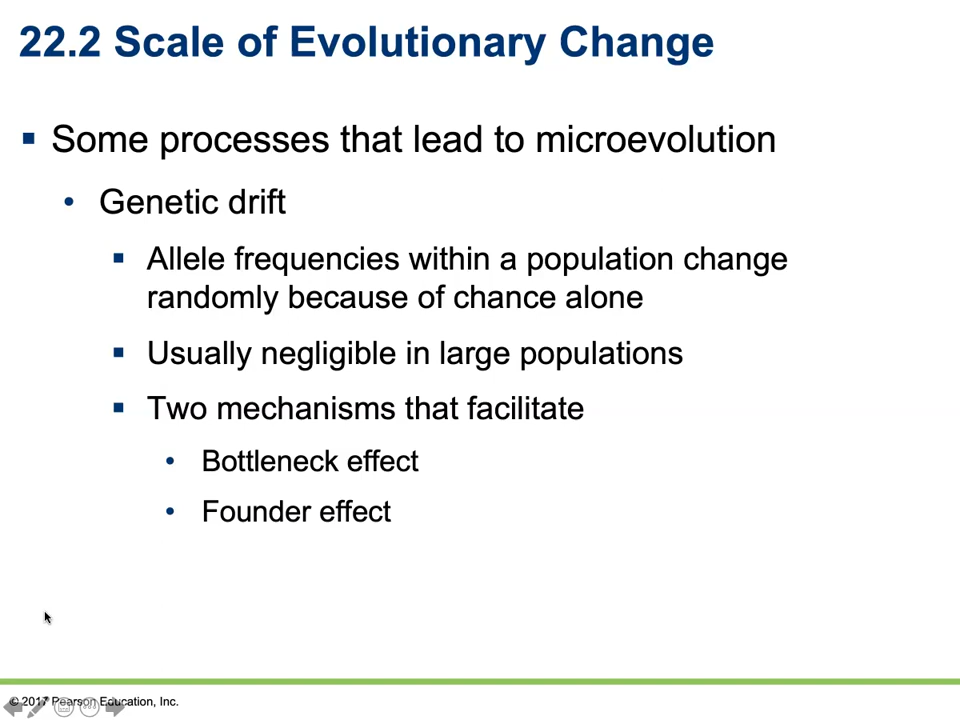 22.2 Scale of Evolutionary Change
▪ Some processes that lead to microevolution
• Genetic drift
▪ Allele frequencies within a population change
randomly because of chance alone
▪ Usually negligible in large populations
▪ Two mechanisms that facilitate
• Bottleneck effect
• Founder effect
© 2017 Pearson Education, Inc.